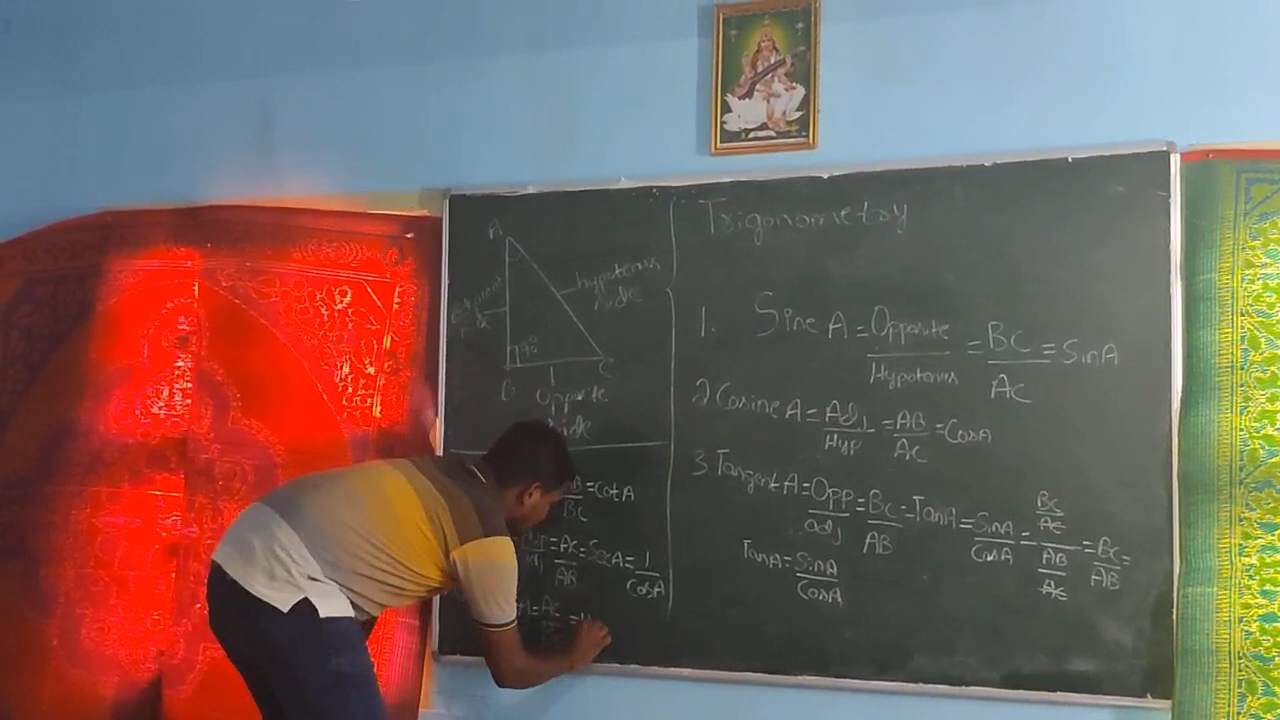 A
hypotenus
side
90°
B
C
Opposite
side
=CotA
BC
=AC=SecA=1
AB CosA
A=AC
Trigonometry
1. Sine A=Opposite=BC=SinA
Hypotenus AC
2 Cosine A=Adj=AB=CosA
Hyp AC
3. Tangent A=Opp=BC=TanA=SinA=BC/AC/AB/AC=BC=
adj AB CosA AB
TanA=SinA
CosA